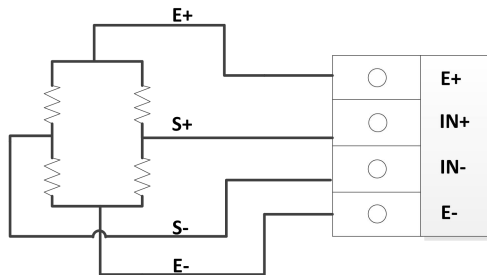 E+
E+
S+
IN+
IN-
S-
E-
E-